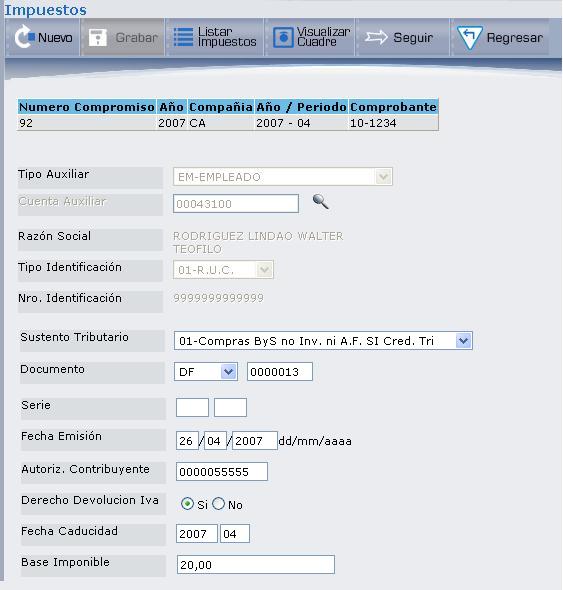 Impuestos
Nuevo Grabar Listar Impuestos Visualizar Cuadre Seguir Regresar
Numero Compromiso Año Compañia Año / Periodo Comprobante
92 2007 CA 2007 - 04 10-1234
Tipo Auxiliar EM-EMPLEADO
Cuenta Auxiliar 00043100
Razón Social RODRIGUEZ LINDAO WALTER
TEOFILO
Tipo Identificación 01-R.U.C.
Nro. Identificación 9999999999999
Sustento Tributario 01-Compras ByS no Inv. ni A.F. SI Cred. Tri
Documento DF 0000013
Serie
Fecha Emisión 26 / 04 / 2007 dd/mm/aaaa
Autoriz. Contribuyente 0000055555
Derecho Devolucion Iva Si No
Fecha Caducidad 2007 04
Base Imponible 20,00